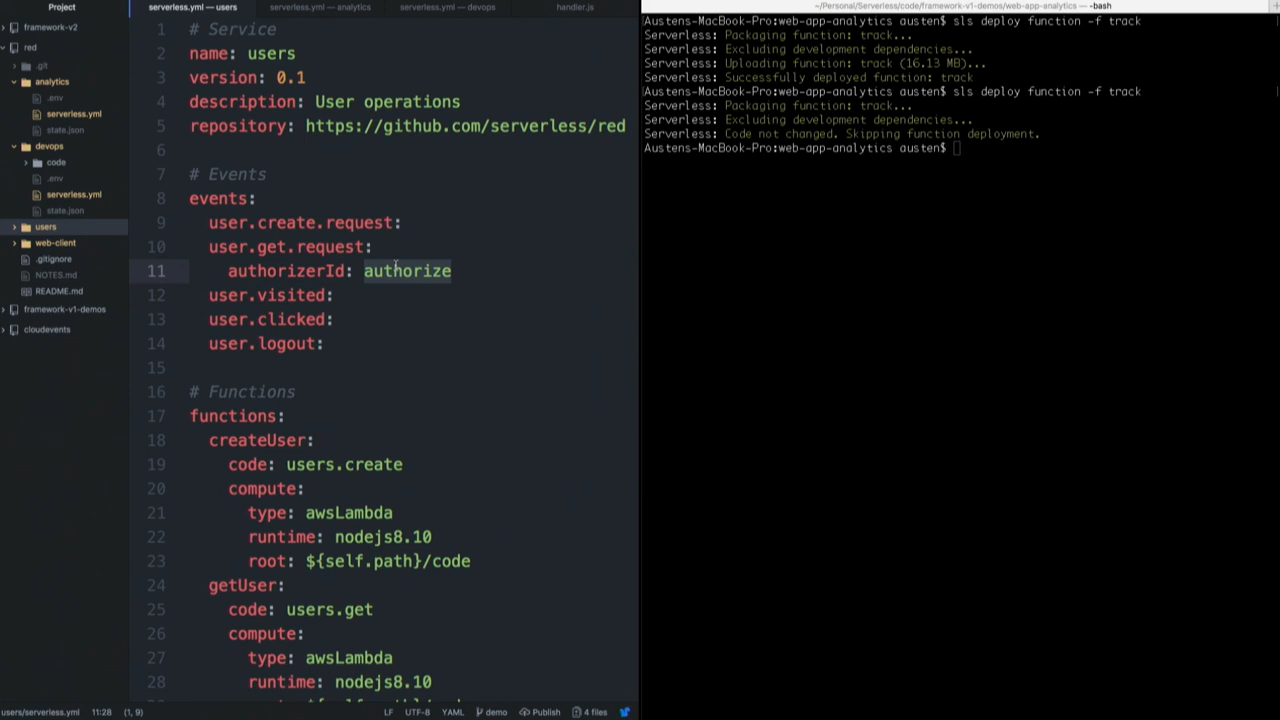 Project
framework-v2
red
.git
analytics
.env
serverless.yml
state.json
devops
code
.env
serverless.yml
state.json
users
web-client
.gitignore
NOTES.md
README.md
framework-v1-demos
cloudevents
serverless.yml — users
serverless.yml — analytics
serverless.yml — devops
handler.js
1 # Service
2 name: users
3 version: 0.1
4 description: User operations
5 repository: https://github.com/serverless/red
6
7 # Events
8 events:
9 user.create.request:
10 user.get.request:
11 authorizerId: authorize
12 user.visited:
13 user.clicked:
14 user.logout:
15
16 # Functions
17 functions:
18 createUser:
19 code: users.create
20 compute:
21 type: awsLambda
22 runtime: nodejs8.10
23 root: ${self.path}/code
24 getUser:
25 code: users.get
26 compute:
27 type: awsLambda
28 runtime: nodejs8.10
users/serverless.yml 11:28 (1, 9)
LF UTF-8 YAML demo Publish 4 files
~/Personal/Serverless/code/framework-v1-demos/web-app-analytics — -bash
Austens-MacBook-Pro:web-app-analytics austen$ sls deploy function -f track
Serverless: Packaging function: track...
Serverless: Excluding development dependencies...
Serverless: Uploading function: track (16.13 MB)...
Serverless: Successfully deployed function: track
Austens-MacBook-Pro:web-app-analytics austen$ sls deploy function -f track
Serverless: Packaging function: track...
Serverless: Excluding development dependencies...
Serverless: Code not changed. Skipping function deployment.
Austens-MacBook-Pro:web-app-analytics austen$